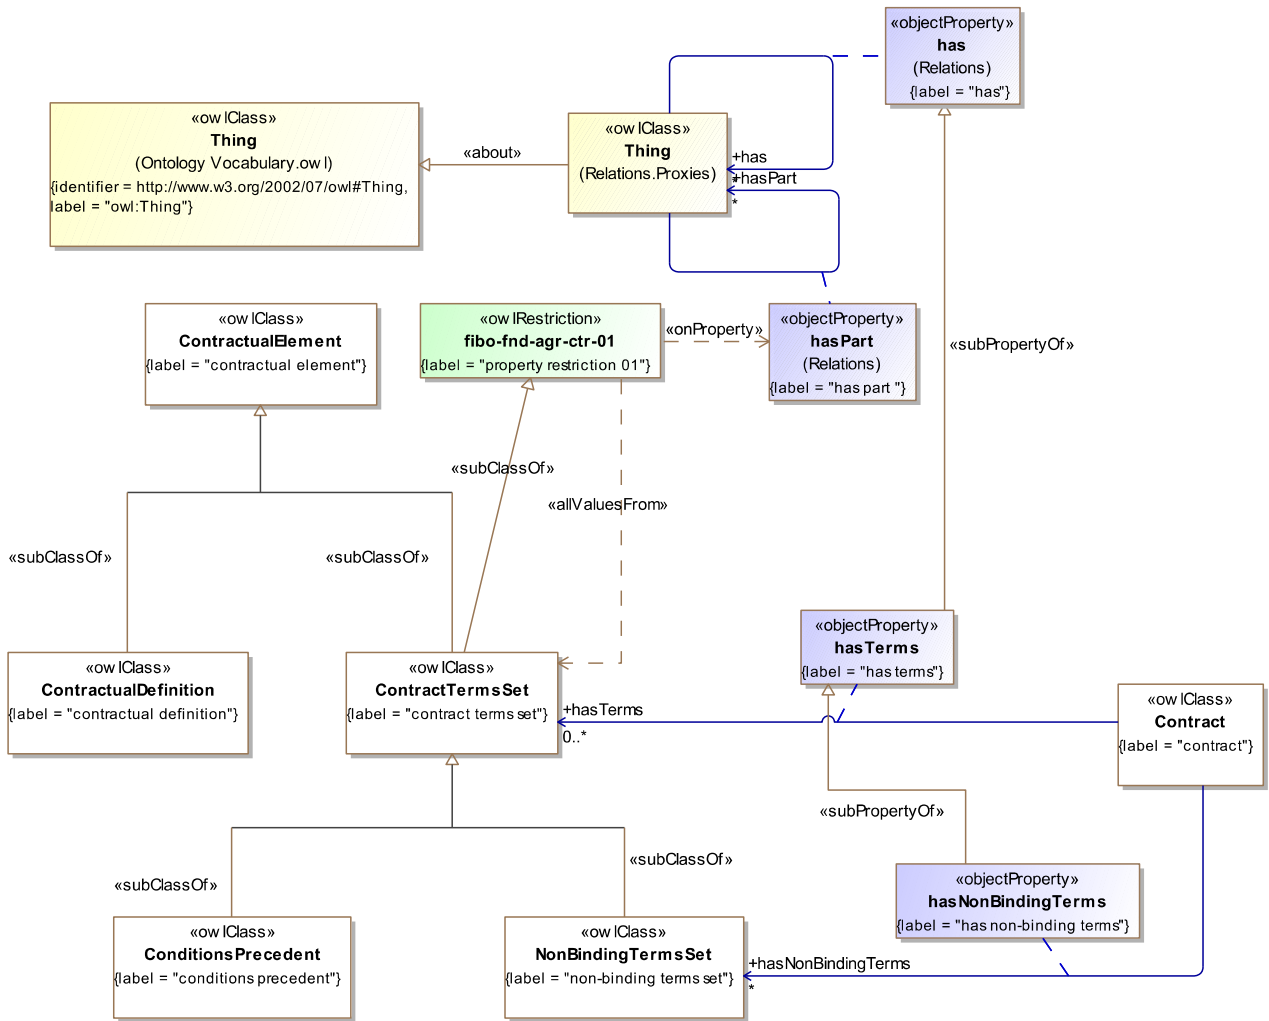 «objectProperty»
has
(Relations)
{label = "has"}
«owlClass»
Thing
(Ontology Vocabulary.owl)
{identifier = http://www.w3.org/2002/07/owl#Thing,
label = "owl:Thing"}
«about»
«owlClass»
Thing
(Relations.Proxies)
+has
*
+hasPart
*
«owlClass»
ContractualElement
{label = "contractual element"}
«owlRestriction»
fibo-fnd-agr-ctr-01
{label = "property restriction 01"}
«onProperty»
«objectProperty»
hasPart
(Relations)
{label = "has part "}
«subPropertyOf»
«subClassOf»
«allValuesFrom»
«subClassOf»
«subClassOf»
«objectProperty»
hasTerms
{label = "has terms"}
«owlClass»
ContractualDefinition
{label = "contractual definition"}
«owlClass»
ContractTermsSet
{label = "contract terms set"}
+hasTerms
0..*
«owlClass»
Contract
{label = "contract"}
«subPropertyOf»
«subClassOf»
«subClassOf»
«objectProperty»
hasNonBindingTerms
{label = "has non-binding terms"}
«owlClass»
ConditionsPrecedent
{label = "conditions precedent"}
«owlClass»
NonBindingTermsSet
{label = "non-binding terms set"}
+hasNonBindingTerms
*